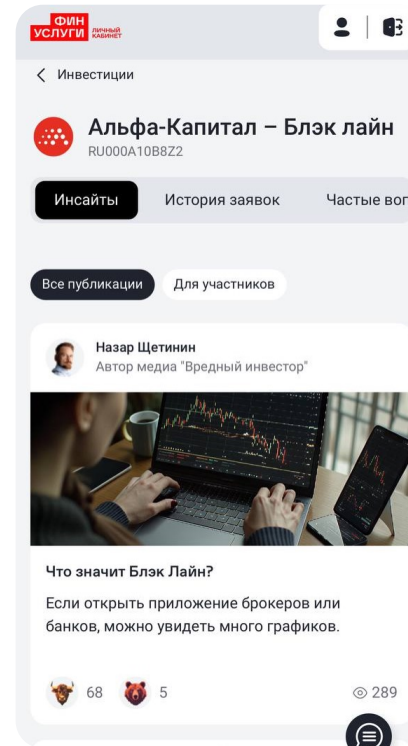 ФИН
УСЛУГИ
ЛИЧНЫЙ
КАБИНЕТ
Инвестиции
Альфа-Капитал – Блэк лайн
RU000A10B8Z2
Инсайты История заявок Частые воп
Все публикации Для участников
Назар Щетинин
Автор медиа "Вредный инвестор"
Что значит Блэк Лайн?
Если открыть приложение брокеров или
банков, можно увидеть много графиков.
68 5 289